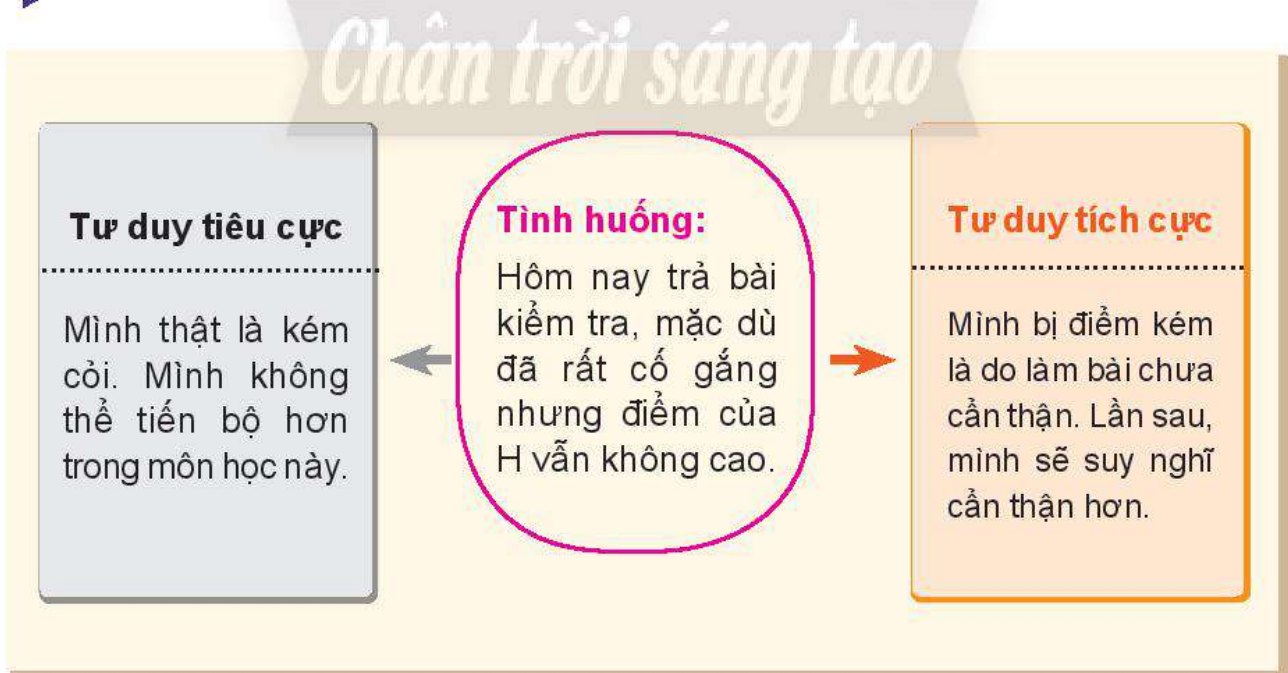 Chân trời sáng tạo
Tư duy tiêu cực
Mình thật là kém
cỏi. Mình không
thể tiến bộ hơn
trong môn học này.
Tình huống:
Hôm nay trả bài
kiểm tra, mặc dù
đã rất cố gắng
nhưng điểm của
H vẫn không cao.
Tư duy tích cực
Mình bị điểm kém
là do làm bài chưa
cẩn thận. Lần sau,
mình sẽ suy nghĩ
cẩn thận hơn.